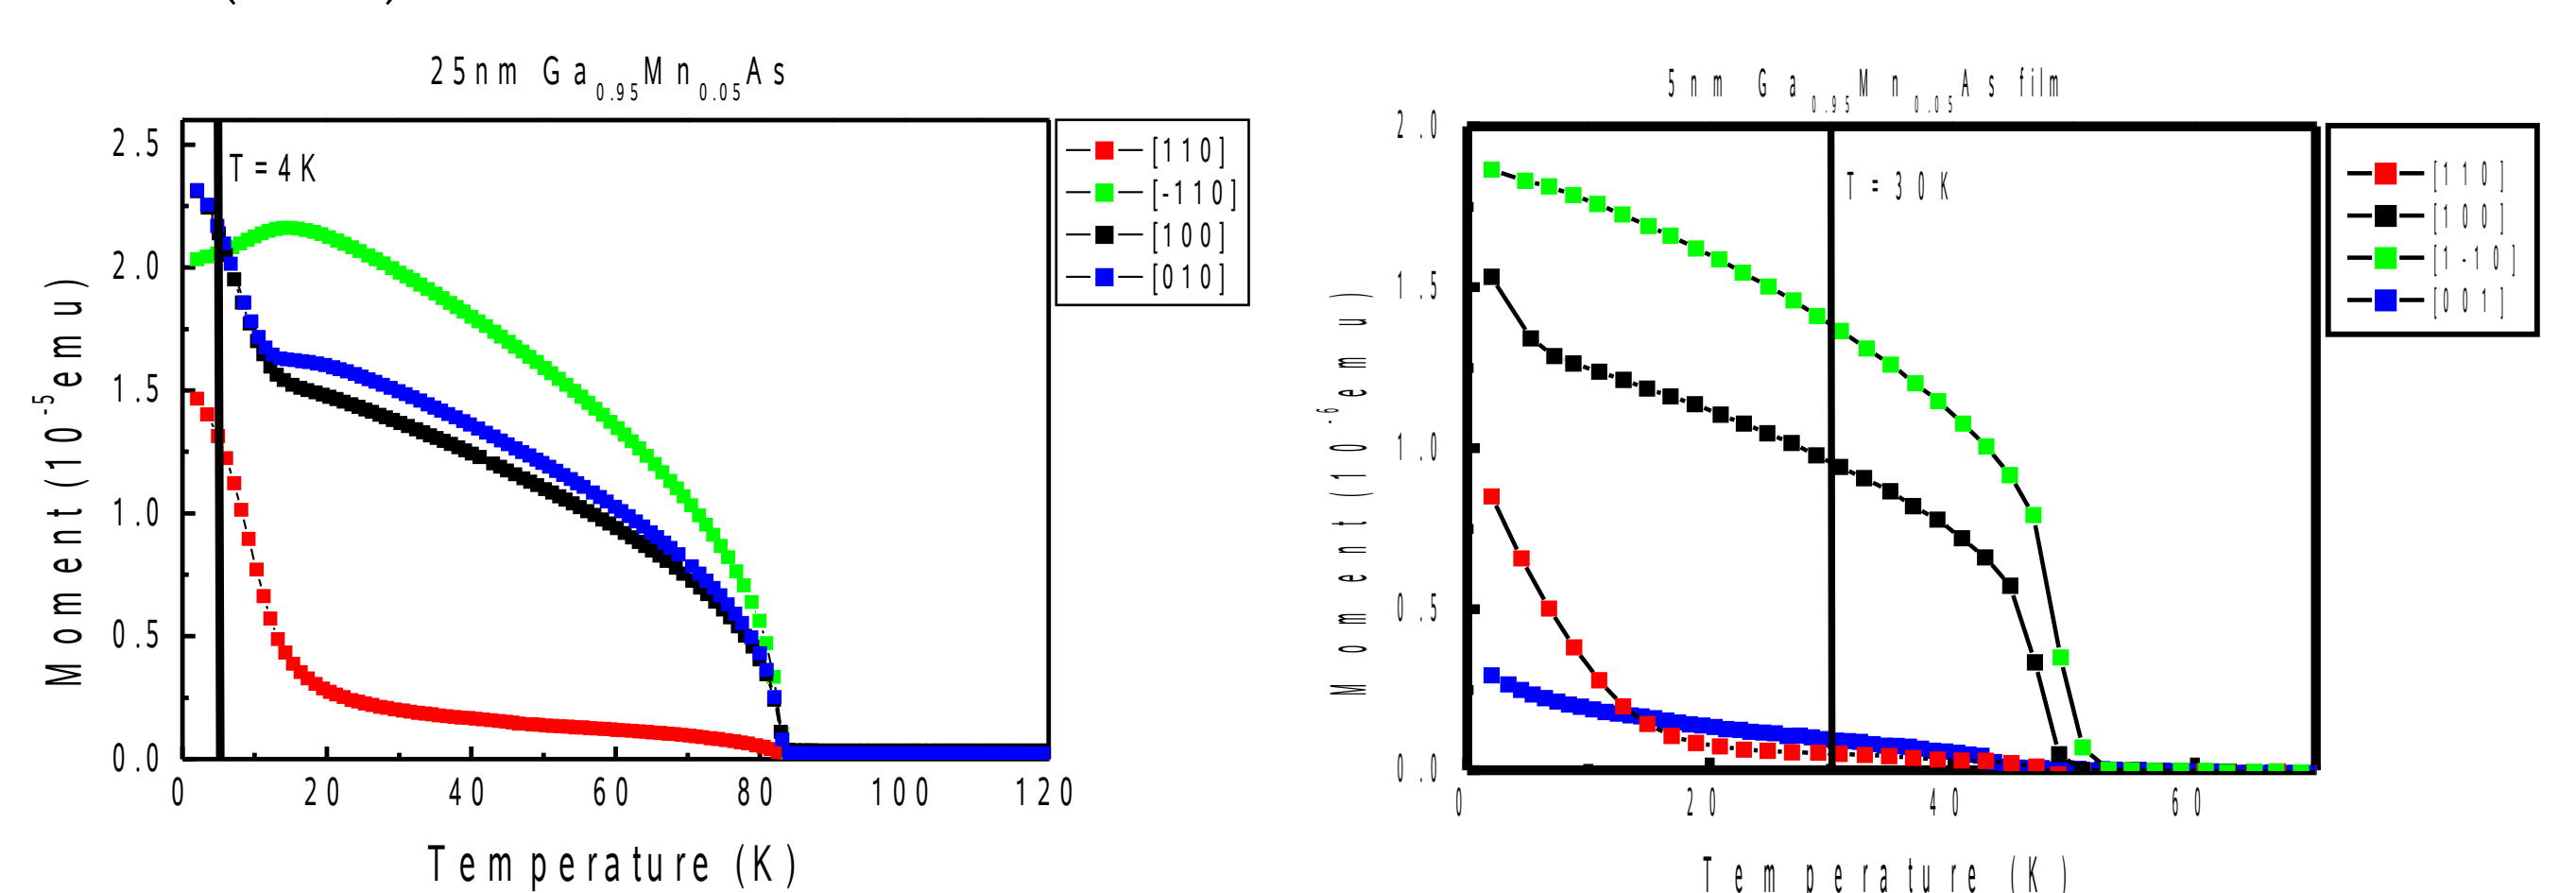 25nm Ga0.95Mn0.05As
2.5
2.0
1.5
1.0
0.5
0.0
Moment (10-5emu)
T=4K
[110]
[-110]
[100]
[010]
0 20 40 60 80 100 120
Temperature (K)
5nm Ga0.95Mn0.05As film
2.0
1.5
1.0
0.5
0.0
Moment (10-6emu)
T=30K
[110]
[100]
[1-10]
[001]
0 20 40 60
Temperature (K)